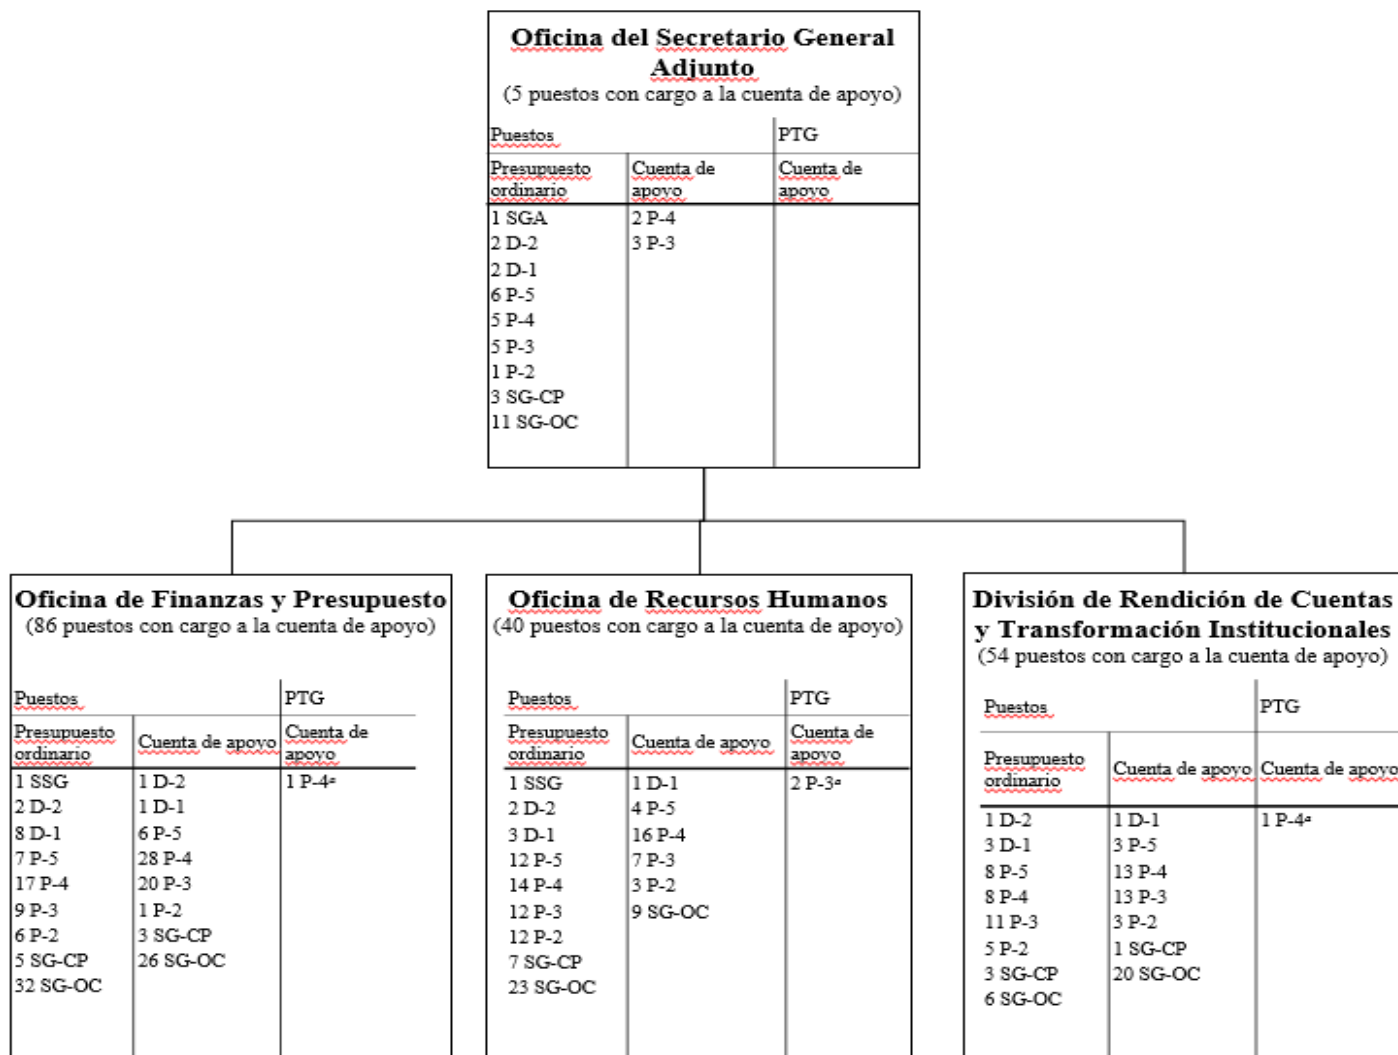 Oficina del Secretario General
Adjunto
(5 puestos con cargo a la cuenta de apoyo)
Puestos
PTG
Presupuesto
ordinario
Cuenta de
apoyo
Cuenta de
apoyo
1 SGA
2 D-2
2 D-1
6 P-5
5 P-4
5 P-3
1 P-2
3 SG-CP
11 SG-OC
2 P-4
3 P-3
Oficina de Finanzas y Presupuesto
(86 puestos con cargo a la cuenta de apoyo)
Puestos
PTG
Presupuesto
ordinario
Cuenta de apoyo
Cuenta de
apoyo
1 SSG
2 D-2
8 D-1
7 P-5
17 P-4
9 P-3
6 P-2
5 SG-CP
32 SG-OC
1 D-2
1 D-1
6 P-5
28 P-4
20 P-3
1 P-2
3 SG-CP
26 SG-OC
1 P-4ª
Oficina de Recursos Humanos
(40 puestos con cargo a la cuenta de apoyo)
Puestos
PTG
Presupuesto
ordinario
Cuenta de apoyo
Cuenta de
apoyo
1 SSG
2 D-2
3 D-1
12 P-5
14 P-4
12 P-3
12 P-2
7 SG-CP
23 SG-OC
1 D-1
4 P-5
16 P-4
7 P-3
3 P-2
9 SG-OC
2 P-3ª
División de Rendición de Cuentas
y Transformación Institucionales
(54 puestos con cargo a la cuenta de apoyo)
Puestos
PTG
Presupuesto
ordinario
Cuenta de apoyo
Cuenta de apoyo
1 D-2
3 D-1
8 P-5
8 P-4
11 P-3
5 P-2
3 SG-CP
6 SG-OC
1 D-1
3 P-5
13 P-4
13 P-3
3 P-2
1 SG-CP
20 SG-OC
1 P-4ª